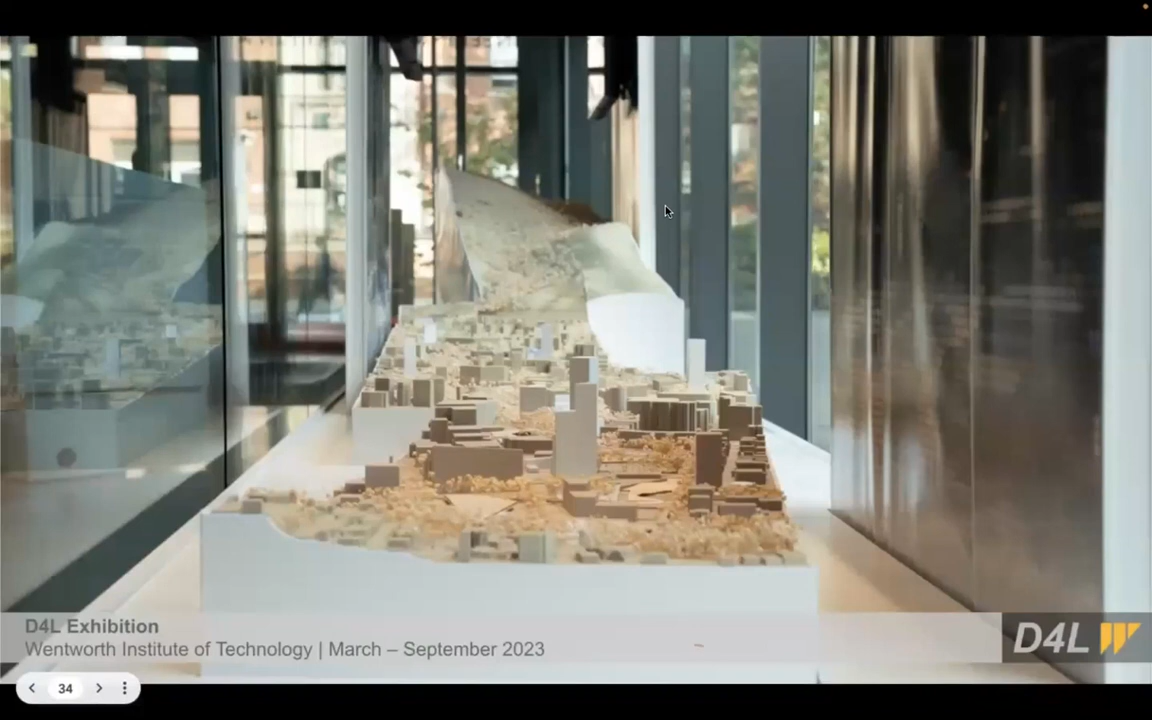 D4L Exhibition
Wentworth Institute of Technology | March – September 2023
D4L
34